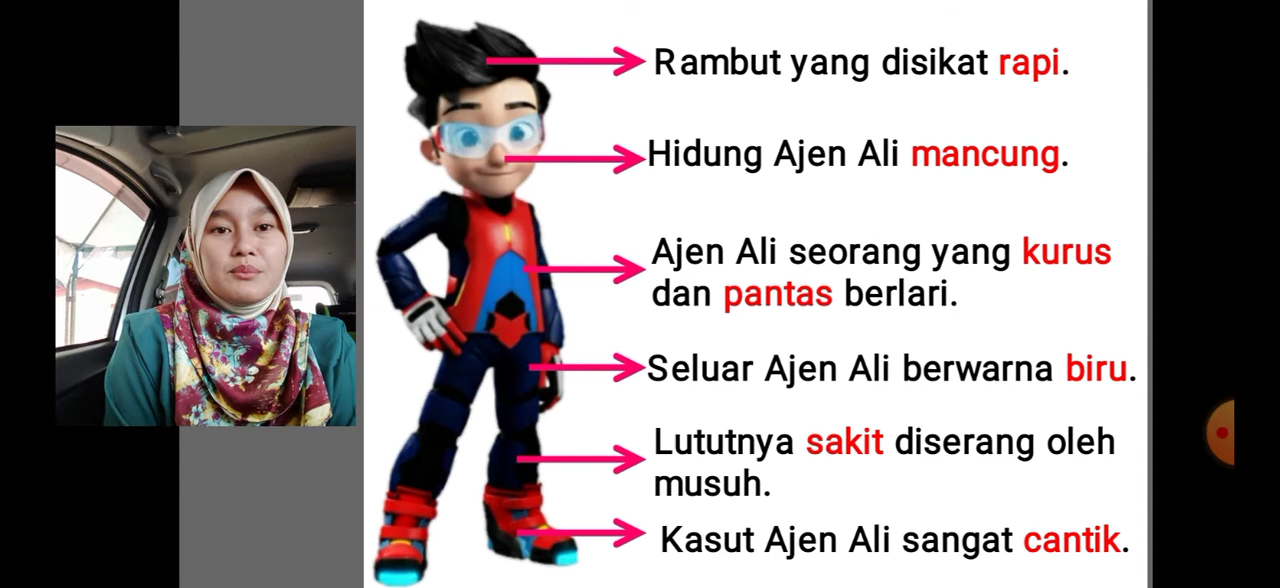 Rambut yang disikat rapi.
Hidung Ajen Ali mancung.
Ajen Ali seorang yang kurus
dan pantas berlari.
Seluar Ajen Ali berwarna biru.
Lututnya sakit diserang oleh
musuh.
Kasut Ajen Ali sangat cantik.